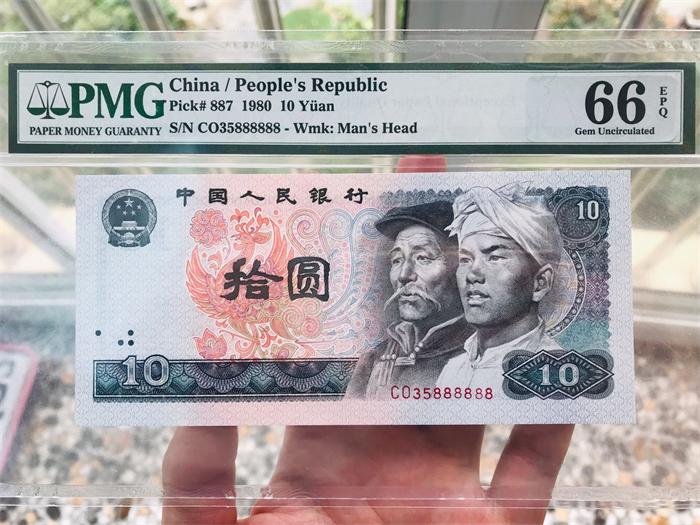 PMG
PAPER MONEY GUARANTY
China / People's Republic
Pick# 887 1980 10 Yüan
S/N CO35888888 - Wmk: Man's Head
66 EPQ
Gem Uncirculated
中国人民银行
10
拾圆
10
CO35888888
10